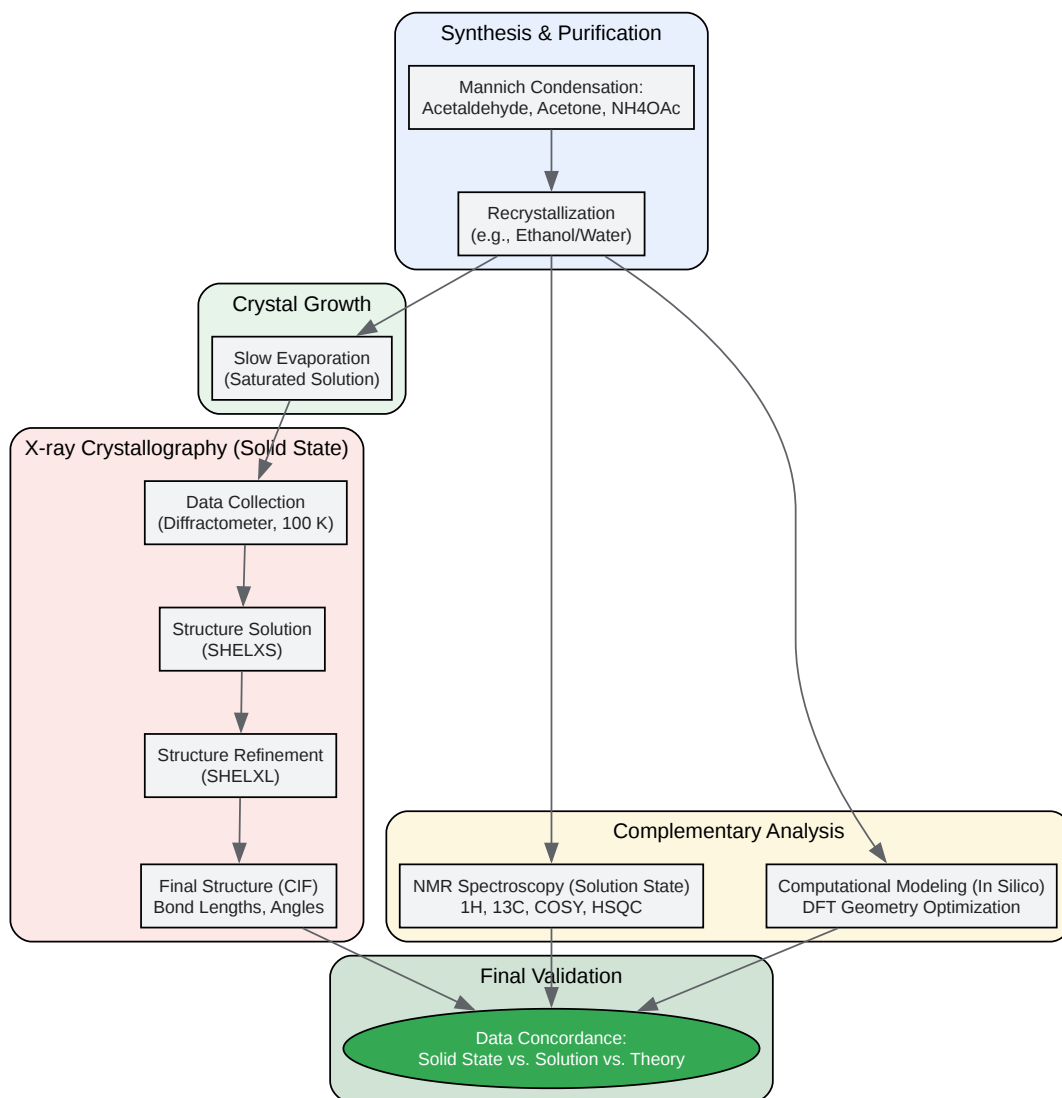 Synthesis & Purification
Mannich Condensation:
Acetaldehyde, Acetone, NH4OAc
Recrystallization
(e.g., Ethanol/Water)
Crystal Growth
Slow Evaporation
(Saturated Solution)
X-ray Crystallography (Solid State)
Data Collection
(Diffractometer, 100 K)
Structure Solution
(SHELXS)
Structure Refinement
(SHELXL)
Final Structure (CIF)
Bond Lengths, Angles
Complementary Analysis
NMR Spectroscopy (Solution State)
1H, 13C, COSY, HSQC
Computational Modeling (In Silico)
DFT Geometry Optimization
Final Validation
Data Concordance:
Solid State vs. Solution vs. Theory